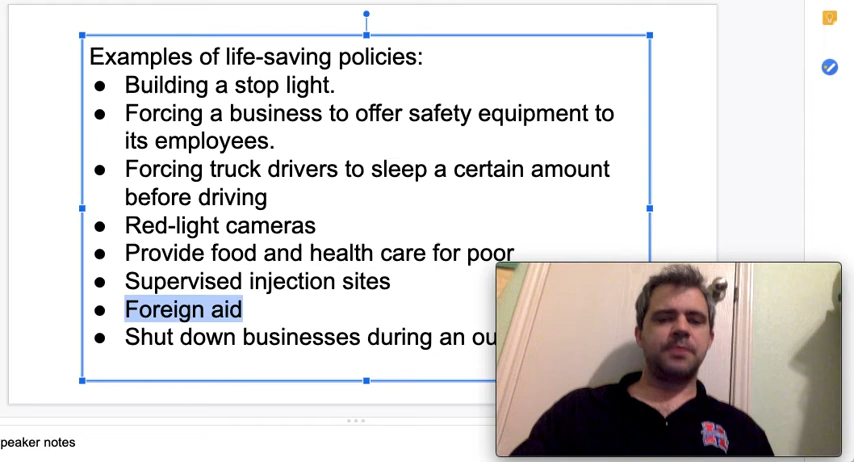 Examples of life-saving policies:
● Building a stop light.
● Forcing a business to offer safety equipment to
its employees.
● Forcing truck drivers to sleep a certain amount
before driving
● Red-light cameras
● Provide food and health care for poor
● Supervised injection sites
● Foreign aid
● Shut down businesses during an ou
peaker notes